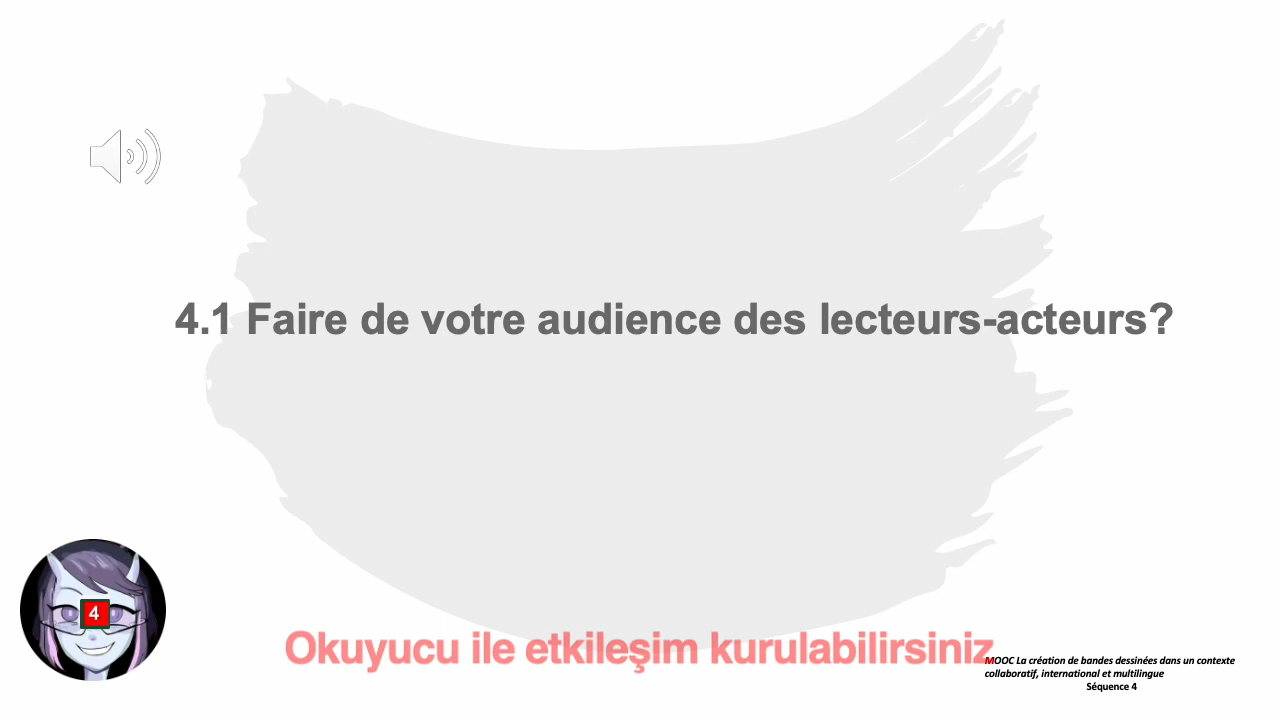 4.1 Faire de votre audience des lecteurs-acteurs?
4
Okuyucu ile etkileşim kurulabilirsiniz
MOOC La création de bandes dessinées dans un contexte
collaboratif, international et multilingue
Séquence 4